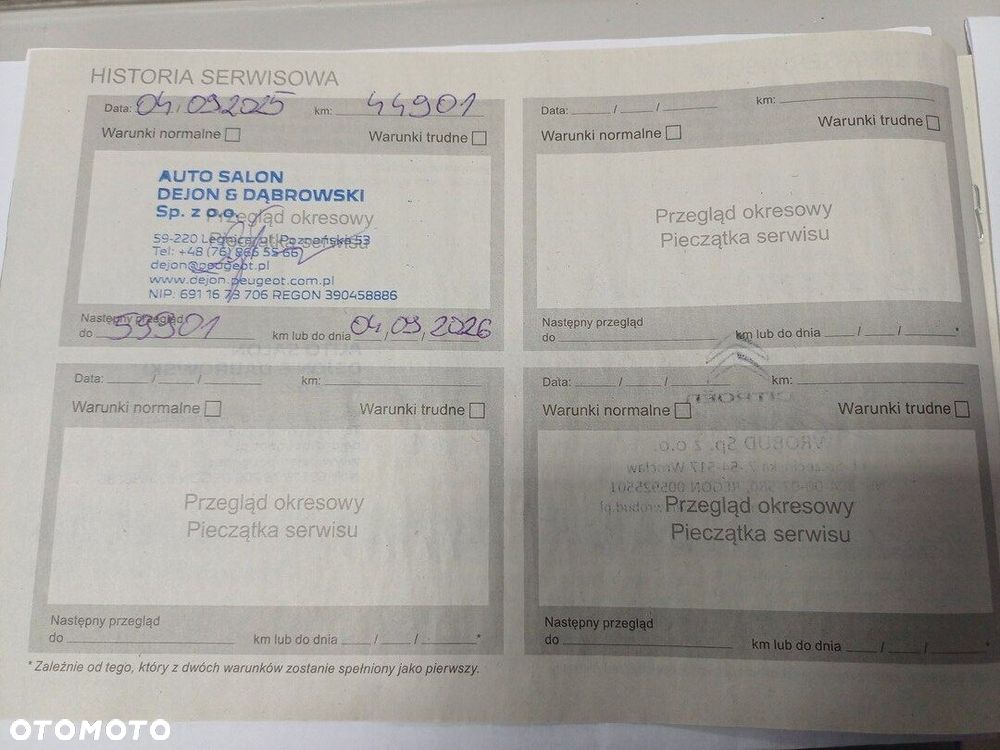 HISTORIA SERWISOWA
Data: 04/09 2025 km: 44901
Warunki normalne Warunki trudne
AUTO SALON
DEJON & DĄBROWSKI
Sp. z o.o.
Przegląd okresowy
Pieczątka serwisu
59-220 Legnica, ul. Poznańska 53
Tel: +48 (76) 866 55 66
dejon@peugeot.pl
www.dejon.peugeot.com.pl
NIP: 691 16 73 706 REGON 390458886
Następny przegląd
do 59901 km lub do dnia 04/09/2026
Data: / / km:
Warunki normalne Warunki trudne
Przegląd okresowy
Pieczątka serwisu
Następny przegląd
do km lub do dnia / / *
Data: / / km:
Warunki normalne Warunki trudne
Przegląd okresowy
Pieczątka serwisu
Następny przegląd
do km lub do dnia / / *
Data: / / km:
Warunki normalne Warunki trudne
Przegląd okresowy
Pieczątka serwisu
Następny przegląd
do km lub do dnia / / *
* Zależnie od tego, który z dwóch warunków zostanie spełniony jako pierwszy.
OTOMOTO